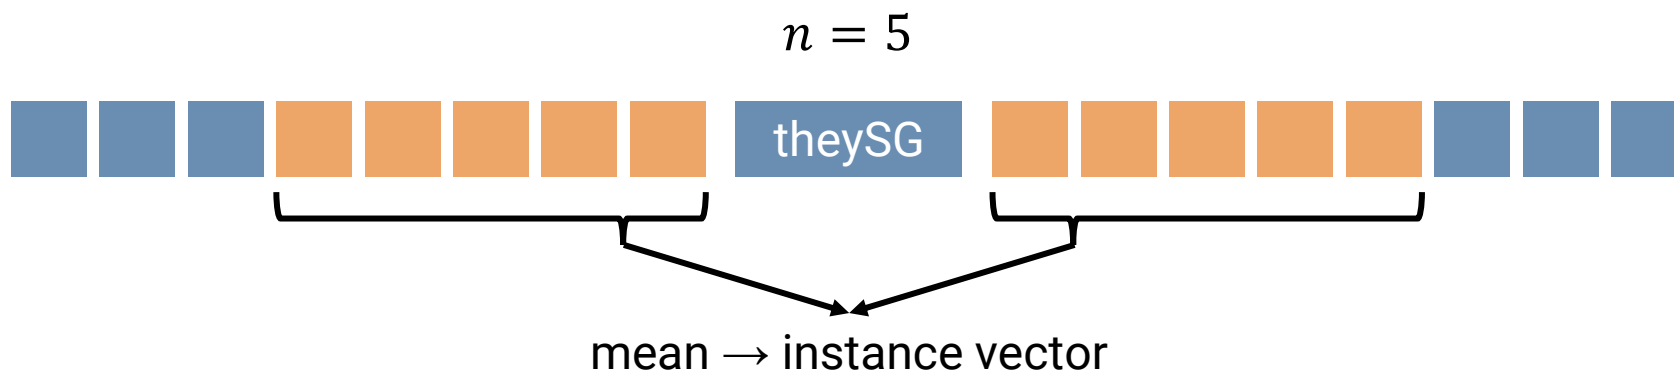 n = 5
theySG
mean → instance vector